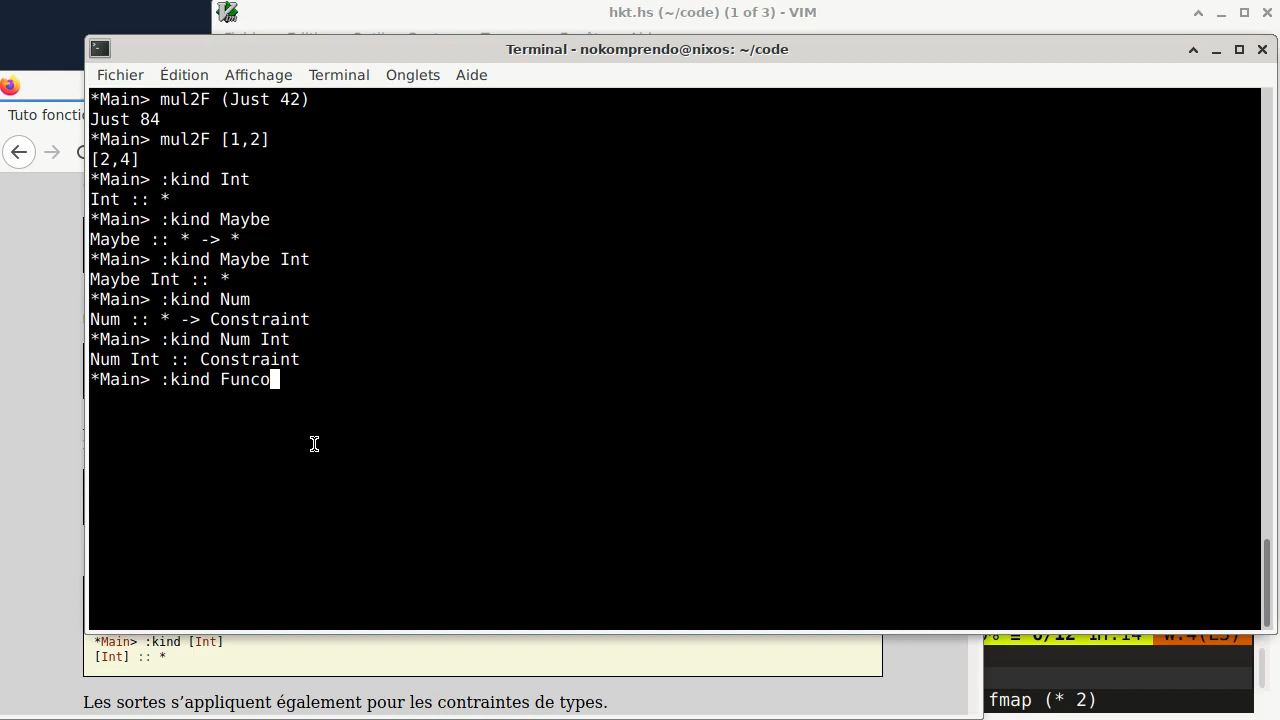 hkt.hs (~/code) (1 of 3) - VIM
Terminal - nokomprendo@nixos: ~/code
Fichier Édition Affichage Terminal Onglets Aide
Tuto foncti
*Main> mul2F (Just 42)
Just 84
*Main> mul2F [1,2]
[2,4]
*Main> :kind Int
Int :: *
*Main> :kind Maybe
Maybe :: * -> *
*Main> :kind Maybe Int
Maybe Int :: *
*Main> :kind Num
Num :: * -> Constraint
*Main> :kind Num Int
Num Int :: Constraint
*Main> :kind Funco
*Main> :kind [Int]
[Int] :: *
Les sortes s’appliquent également pour les contraintes de types.
fmap (* 2)